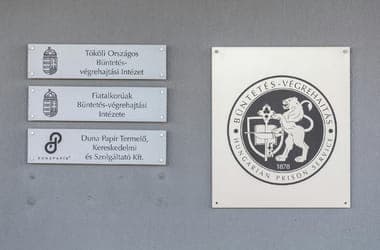 Tököli Országos
Büntetés-
végrehajtási
Intézet
Fiatalkorúak
Büntetés-végrehajtási
Intézete
DUNAPAPÍR
Duna Papír Termelő,
Kereskedelmi
és Szolgáltató Kft.
BÜNTETÉS-VÉGREHAJTÁS
HUNGARIAN PRISON SERVICE
1878